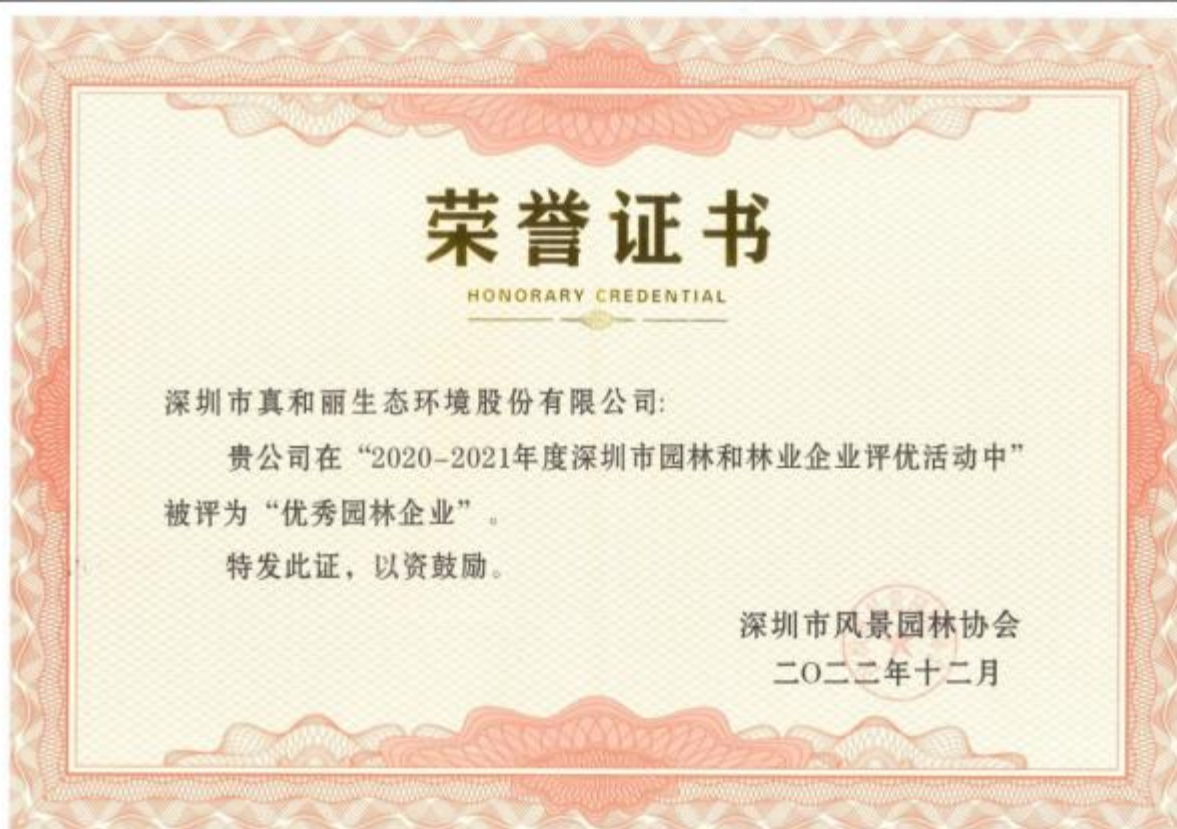 荣誉证书
HONORARY CREDENTIAL
深圳市真和丽生态环境股份有限公司:
贵公司在“2020-2021年度深圳市园林和林业企业评优活动中”
被评为“优秀园林企业”。
特发此证，以资鼓励。
深圳市风景园林协会
二〇二二年十二月